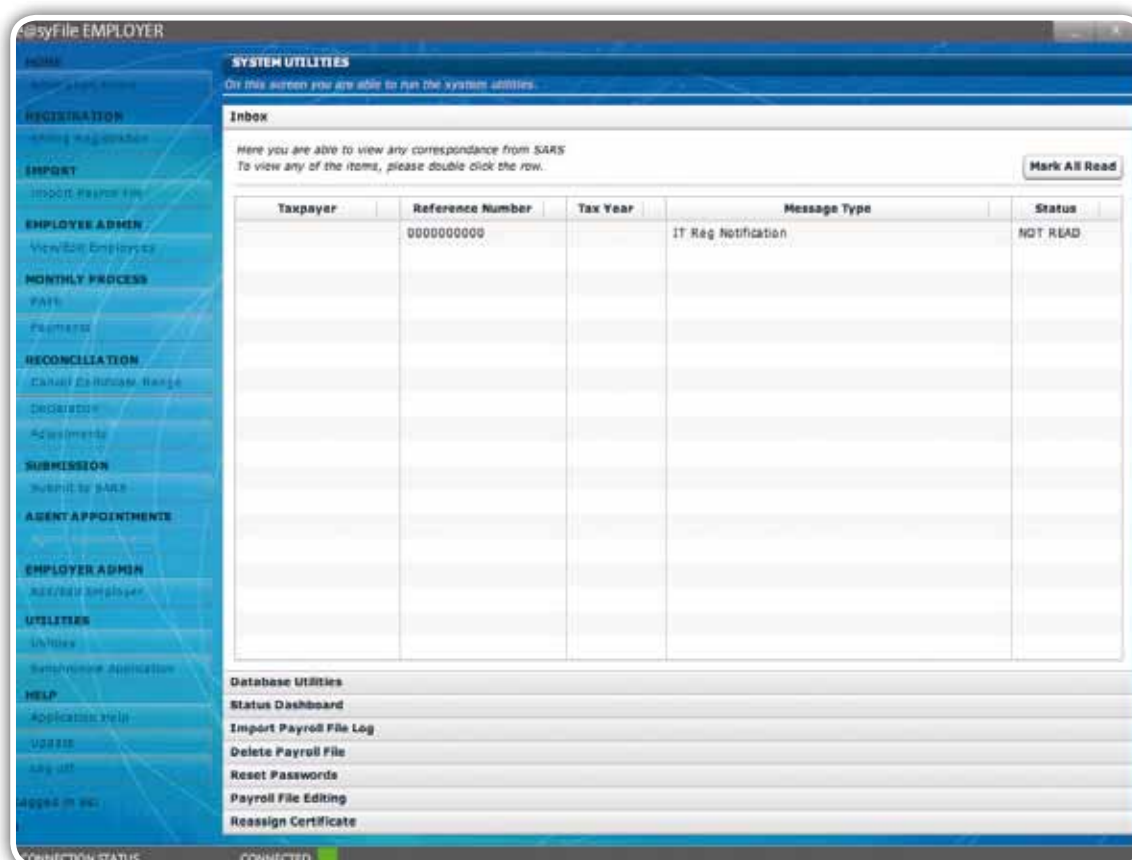 e@syFile EMPLOYER
HOME
REGISTRATION
IMPORT
Import Payroll File
EMPLOYEE ADMIN
View/Edit Employees
MONTHLY PROCESS
Payments
RECONCILIATION
Cancel Certificate Range
Declaration
Adjustments
SUBMISSION
Submit to SARS
AGENT APPOINTMENTS
EMPLOYER ADMIN
Add/Edit Employer
UTILITIES
Utilities
Synchronise Application
HELP
Application Help
Update
Log off
Logged in as:
SYSTEM UTILITIES
On this screen you are able to run the system utilities.
Inbox
Here you are able to view any correspondance from SARS
To view any of the items, please double click the row.
Mark All Read
Taxpayer Reference Number Tax Year Message Type Status
0000000000 IT Reg Notification NOT READ
Database Utilities
Status Dashboard
Import Payroll File Log
Delete Payroll File
Reset Passwords
Payroll File Editing
Reassign Certificate
CONNECTION STATUS CONNECTED